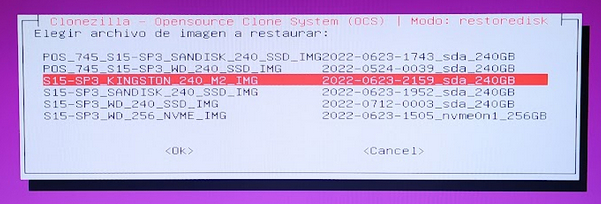 Clonezilla - Opensource Clone System (OCS) | Modo: restoredisk
Elegir archivo de imagen a restaurar:
POS_745_S15-SP3_SANDISK_240_SSD_IMG 2022-0623-1743_sda_240GB
POS_745_S15-SP3_WD_240_SSD_IMG 2022-0524-0039_sda_240GB
S15-SP3_KINGSTON_240_M2_IMG 2022-0623-2159_sda_240GB
S15-SP3_SANDISK_240_SSD_IMG 2022-0623-1952_sda_240GB
S15-SP3_WD_240_SSD_IMG 2022-0712-0003_sda_240GB
S15-SP3_WD_256_NVME_IMG 2022-0623-1505_nvme0n1_256GB
<Ok> <Cancel>